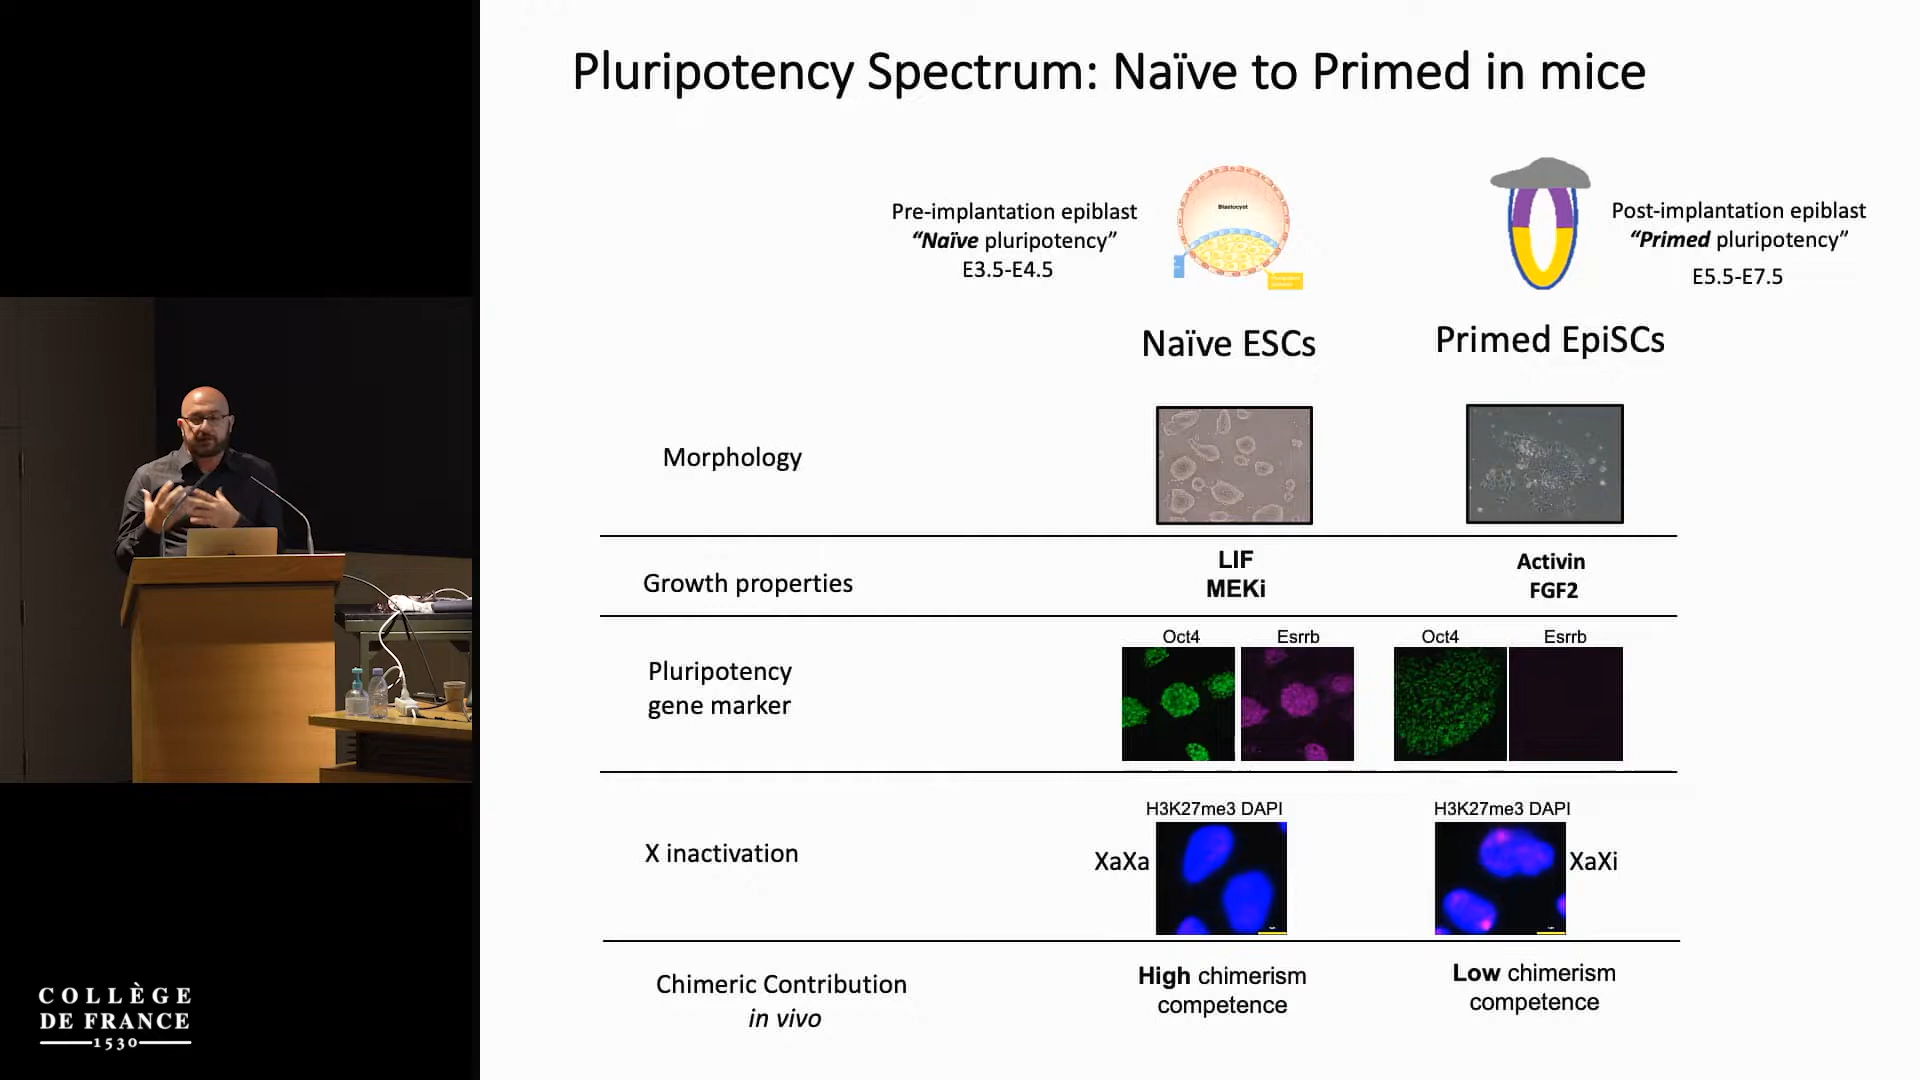 Pluripotency Spectrum: Naïve to Primed in mice
Pre-implantation epiblast
“Naïve pluripotency”
E3.5-E4.5
Blastocyst
Post-implantation epiblast
“Primed pluripotency”
E5.5-E7.5
Naïve ESCs
Primed EpiSCs
Morphology
Growth properties
LIF
MEKi
Activin
FGF2
Pluripotency
gene marker
Oct4
Esrrb
Oct4
Esrrb
X inactivation
H3K27me3 DAPI
XaXa
H3K27me3 DAPI
XaXi
Chimeric Contribution
in vivo
High chimerism
competence
Low chimerism
competence
COLLÈGE
DE FRANCE
1530